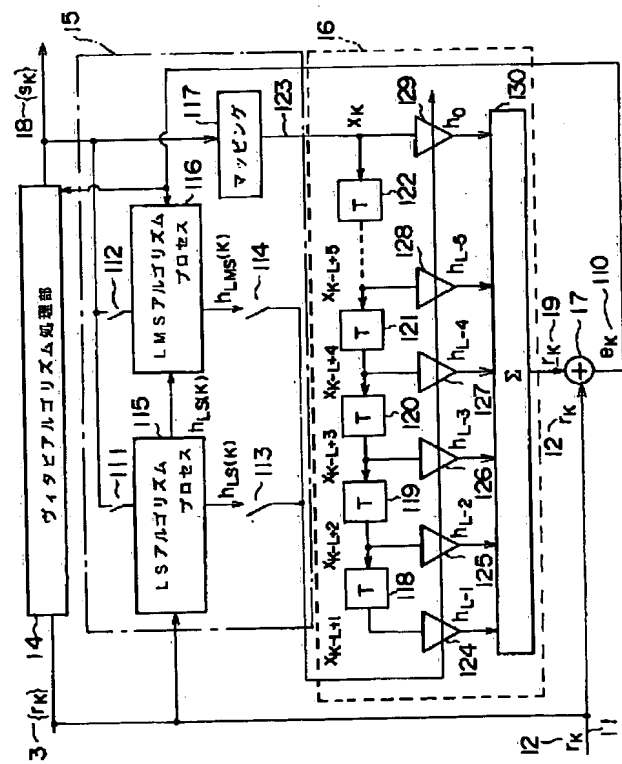 18~{sK}
15
ヴィタビアルゴリズム処理部
14
3~{rK}
117
マッピング
123
116
LMSアルゴリズム
プロセス
112
hLMS(K)
114
115
hLS(K)
LSアルゴリズム
プロセス
111
hLS(K)
113
16
XK
129
h0
130
T
122
XK-L+5
128
hL-5
T
121
XK-L+4
127
hL-4
T
120
XK-L+3
126
hL-3
T
119
XK-L+2
125
hL-2
T
118
XK-L+1
124
hL-1
Σ
rK
19
17
eK
110
12
rK
12
rK
11